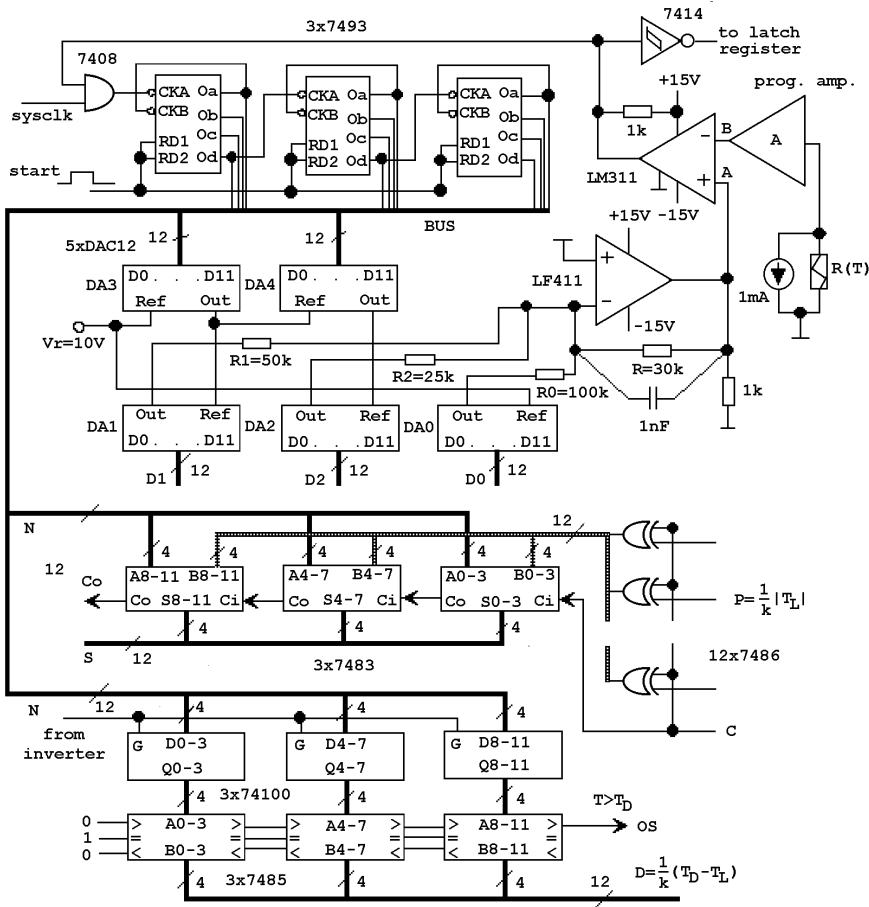 3x7493
7414
to latch
register
7408
sysclk
start
CKA Oa
CKB Ob
Oc
RD1
RD2 Od
CKA Oa
CKB Ob
Oc
RD1
RD2 Od
CKA Oa
CKB Ob
Oc
RD1
RD2 Od
+15V
prog. amp.
1k
LM311
- B
+ A
A
-15V
BUS
5xDAC12
12
12
DA3
D0. . .D11
Ref Out
DA4
D0. . .D11
Ref Out
Vr=10V
+15V
LF411
+
-
-15V
1mA
R(T)
R1=50k
R2=25k
R0=100k
R=30k
1nF
1k
DA1
Out Ref
D0. . .D11
DA2
Out Ref
D0. . .D11
DA0
Out Ref
D0. . .D11
D1 12
D2 12
D0 12
N
12
12
4 4 4 4 4 4
Co
A8-11 B8-11
Co S8-11 Ci
A4-7 B4-7
Co S4-7 Ci
A0-3 B0-3
Co S0-3 Ci
4 4 4
S 12
3x7483
P=1/k|TL|
12x7486
C
N 12
4 4 4
from
inverter
G D0-3
Q0-3
G D4-7
Q4-7
G D8-11
Q8-11
4 3x74100 4 4
0
1
0
> A0-3 >
= =
< B0-3 <
> A4-7 >
= =
< B4-7 <
> A8-11 >
= =
< B8-11 <
T>TD
OS
4 3x7485 4 4
12
D=1/k(TD-TL)